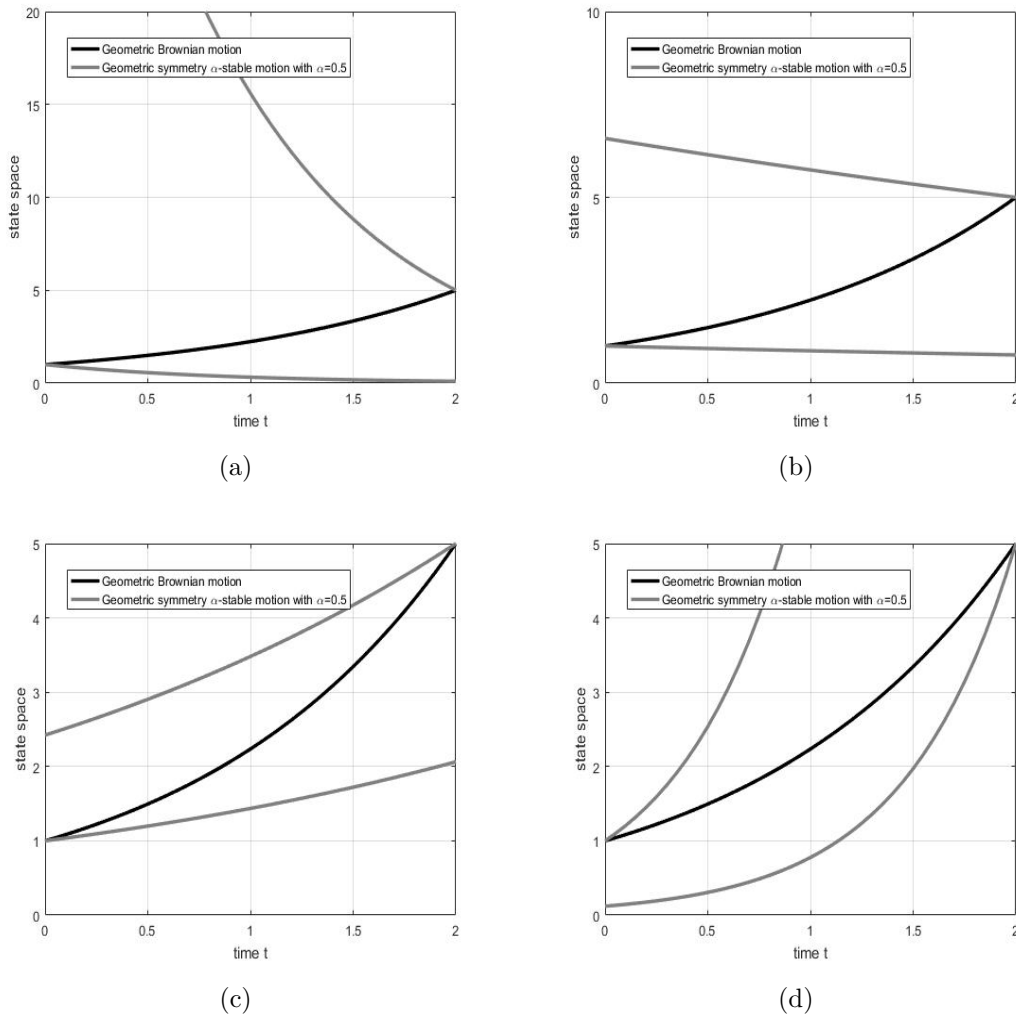 20
15
10
5
0
state space
Geometric Brownian motion
Geometric symmetry α-stable motion with α=0.5
0 0.5 1 1.5 2
time t
(a)
10
5
0
state space
Geometric Brownian motion
Geometric symmetry α-stable motion with α=0.5
0 0.5 1 1.5 2
time t
(b)
5
4
3
2
1
0
state space
Geometric Brownian motion
Geometric symmetry α-stable motion with α=0.5
0 0.5 1 1.5 2
time t
(c)
5
4
3
2
1
0
state space
Geometric Brownian motion
Geometric symmetry α-stable motion with α=0.5
0 0.5 1 1.5 2
time t
(d)